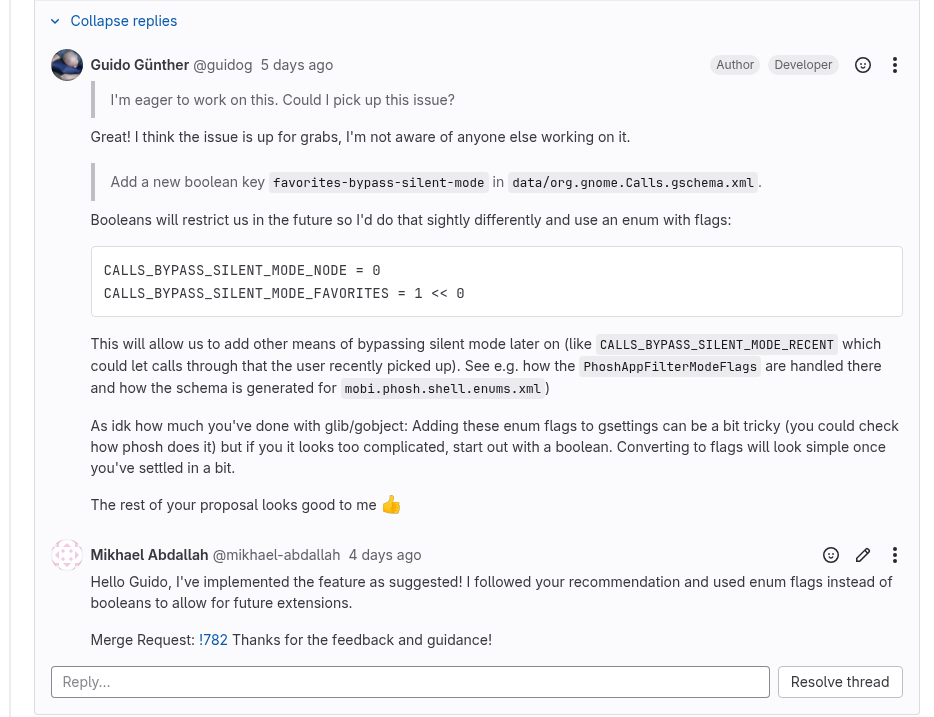 Collapse replies
Guido Günther @guidog 5 days ago Author Developer
I'm eager to work on this. Could I pick up this issue?
Great! I think the issue is up for grabs, I'm not aware of anyone else working on it.
Add a new boolean key favorites-bypass-silent-mode in data/org.gnome.Calls.gschema.xml.
Booleans will restrict us in the future so I'd do that sightly differently and use an enum with flags:
CALLS_BYPASS_SILENT_MODE_NODE = 0
CALLS_BYPASS_SILENT_MODE_FAVORITES = 1 << 0
This will allow us to add other means of bypassing silent mode later on (like CALLS_BYPASS_SILENT_MODE_RECENT which
could let calls through that the user recently picked up). See e.g. how the PhoshAppFilterModeFlags are handled there
and how the schema is generated for mobi.phosh.shell.enums.xml)
As idk how much you've done with glib/gobject: Adding these enum flags to gsettings can be a bit tricky (you could check
how phosh does it) but if you it looks too complicated, start out with a boolean. Converting to flags will look simple once
you've settled in a bit.
The rest of your proposal looks good to me 👍
Mikhael Abdallah @mikhael-abdallah 4 days ago
Hello Guido, I've implemented the feature as suggested! I followed your recommendation and used enum flags instead of
booleans to allow for future extensions.
Merge Request: !782 Thanks for the feedback and guidance!
Reply... Resolve thread